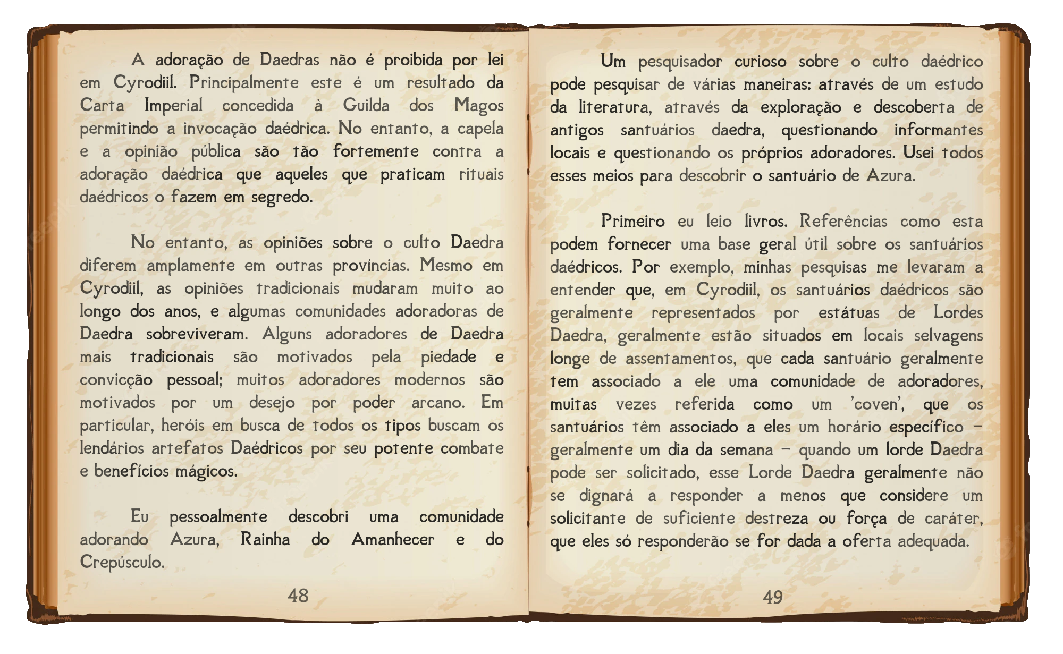 A adoração de Daedras não é proibida por lei
em Cyrodiil. Principalmente este é um resultado da
Carta Imperial concedida à Guilda dos Magos
permitindo a invocação daédrica. No entanto, a capela
e a opinião pública são tão fortemente contra a
adoração daédrica que aqueles que praticam rituais
daédricos o fazem em segredo.
No entanto, as opiniões sobre o culto Daedra
diferem amplamente em outras províncias. Mesmo em
Cyrodiil, as opiniões tradicionais mudaram muito ao
longo dos anos, e algumas comunidades adoradoras de
Daedra sobreviveram. Alguns adoradores de Daedra
mais tradicionais são motivados pela piedade e
convicção pessoal; muitos adoradores modernos são
motivados por um desejo por poder arcano. Em
particular, heróis em busca de todos os tipos buscam os
lendários artefatos Daédricos por seu potente combate
e benefícios mágicos.
Eu pessoalmente descobri uma comunidade
adorando Azura, Rainha do Amanhecer e do
Crepúsculo.
48
Um pesquisador curioso sobre o culto daédrico
pode pesquisar de várias maneiras: através de um estudo
da literatura, através da exploração e descoberta de
antigos santuários daedra, questionando informantes
locais e questionando os próprios adoradores. Usei todos
esses meios para descobrir o santuário de Azura.
Primeiro eu leio livros. Referências como esta
podem fornecer uma base geral útil sobre os santuários
daédricos. Por exemplo, minhas pesquisas me levaram a
entender que, em Cyrodiil, os santuários daédricos são
geralmente representados por estátuas de Lordes
Daedra, geralmente estão situados em locais selvagens
longe de assentamentos, que cada santuário geralmente
tem associado a ele uma comunidade de adoradores,
muitas vezes referida como um 'coven', que os
santuários têm associado a eles um horário específico –
geralmente um dia da semana – quando um lorde Daedra
pode ser solicitado, esse Lorde Daedra geralmente não
se dignará a responder a menos que considere um
solicitante de suficiente destreza ou força de caráter,
que eles só responderão se for dada a oferta adequada.
49